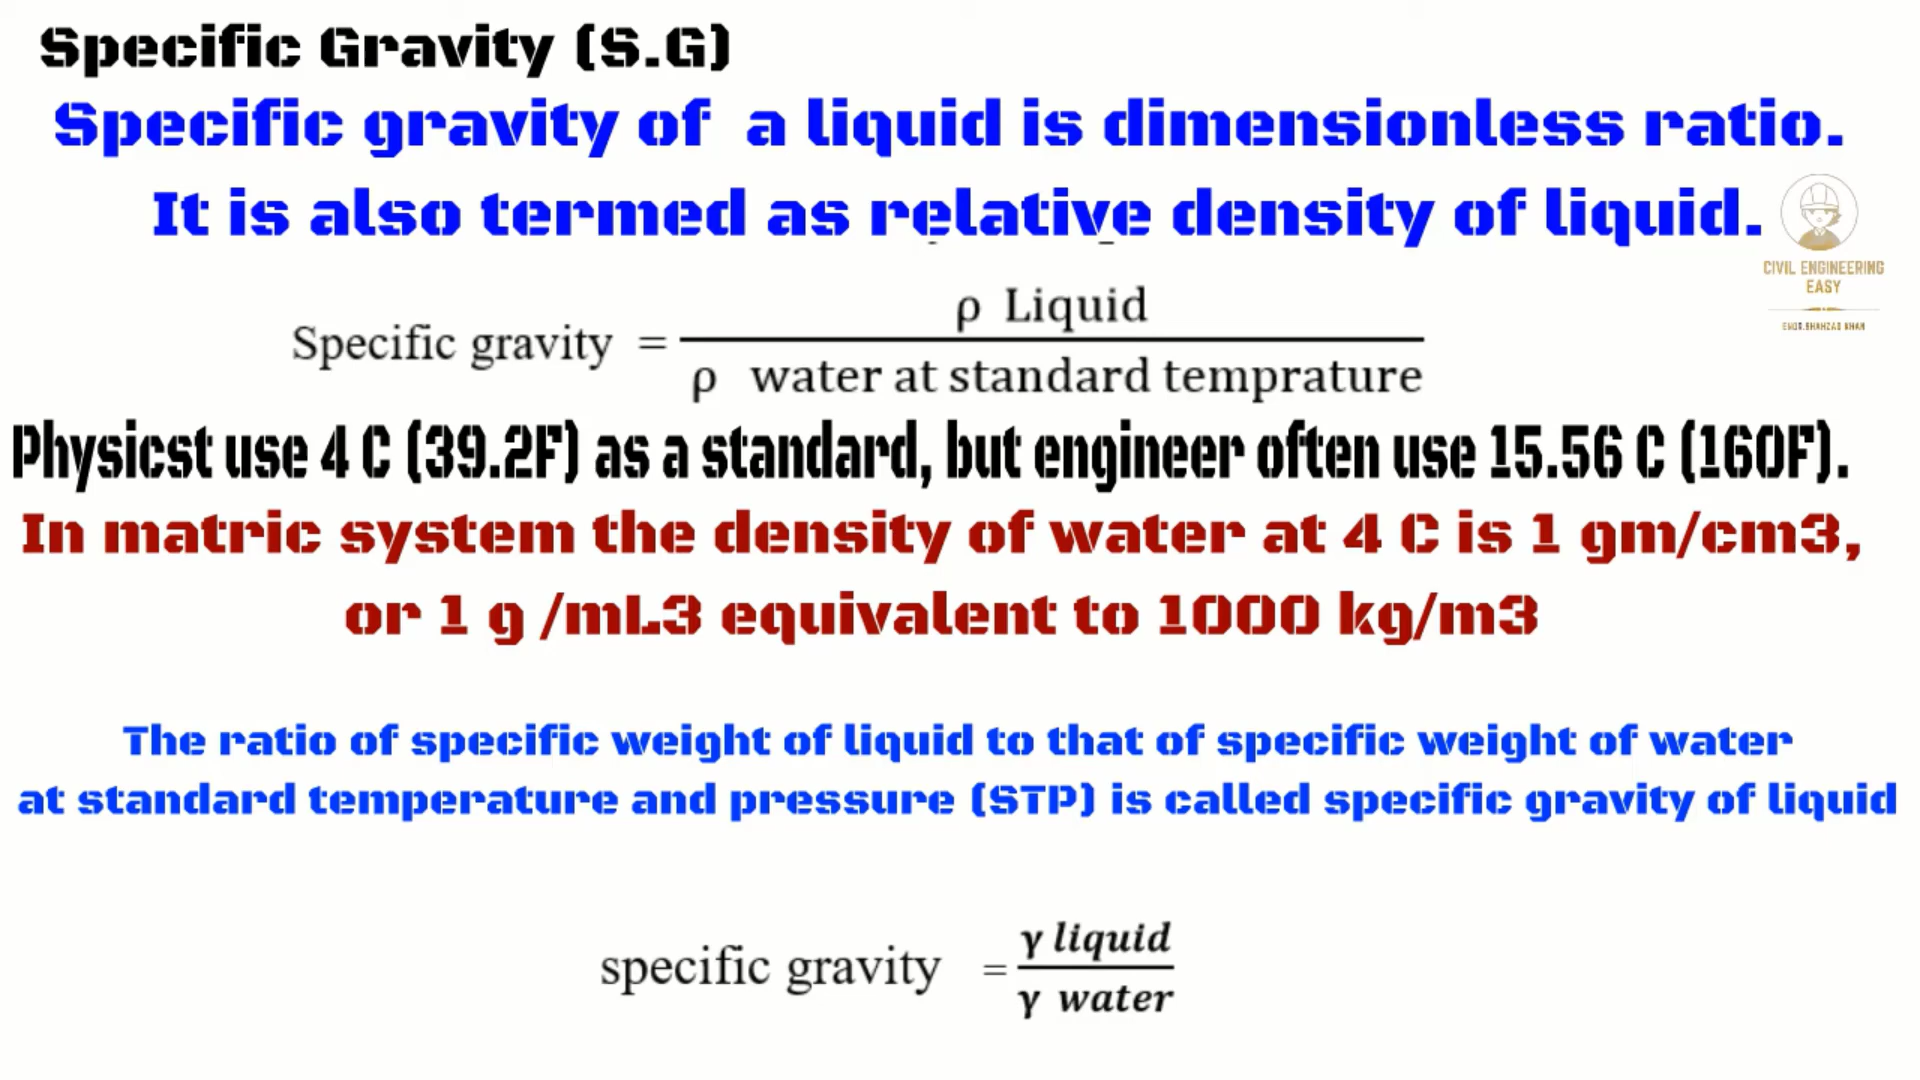 Specific Gravity (S.G)
Specific gravity of a liquid is dimensionless ratio.
It is also termed as relative density of liquid.
CIVIL ENGINEERING
EASY
ENGR.SHAHZAD KHAN
ρ Liquid
Specific gravity =
ρ water at standard temprature
Physicst use 4 C (39.2F) as a standard, but engineer often use 15.56 C (160F).
In matric system the density of water at 4 C is 1 gm/cm3,
or 1 g /mL3 equivalent to 1000 kg/m3
The ratio of specific weight of liquid to that of specific weight of water
at standard temperature and pressure (STP) is called specific gravity of liquid
γ liquid
specific gravity =
γ water